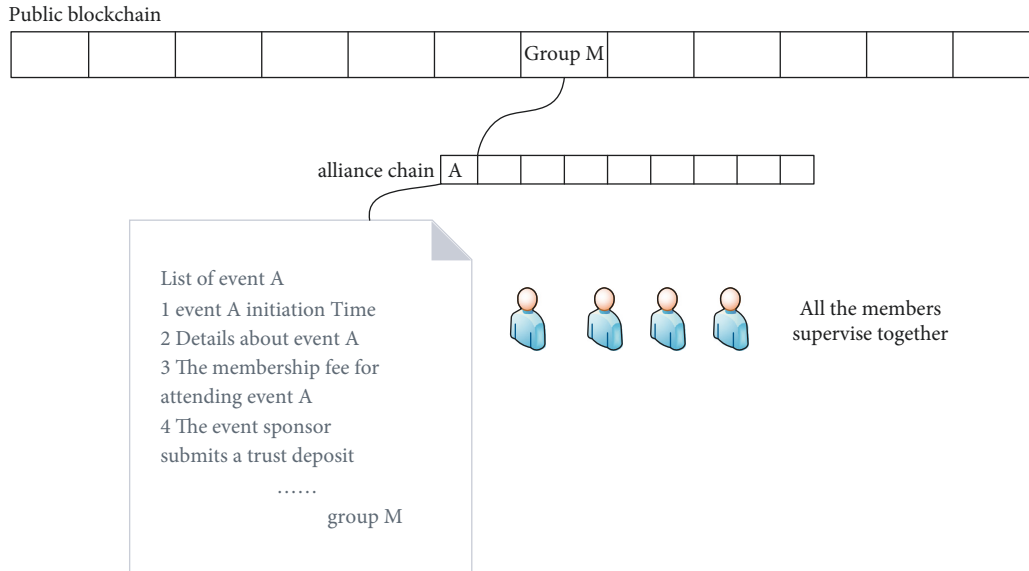 Public blockchain
Group M
alliance chain
A
List of event A
1 event A initiation Time
2 Details about event A
3 The membership fee for
attending event A
4 The event sponsor
submits a trust deposit
......
group M
All the members
supervise together